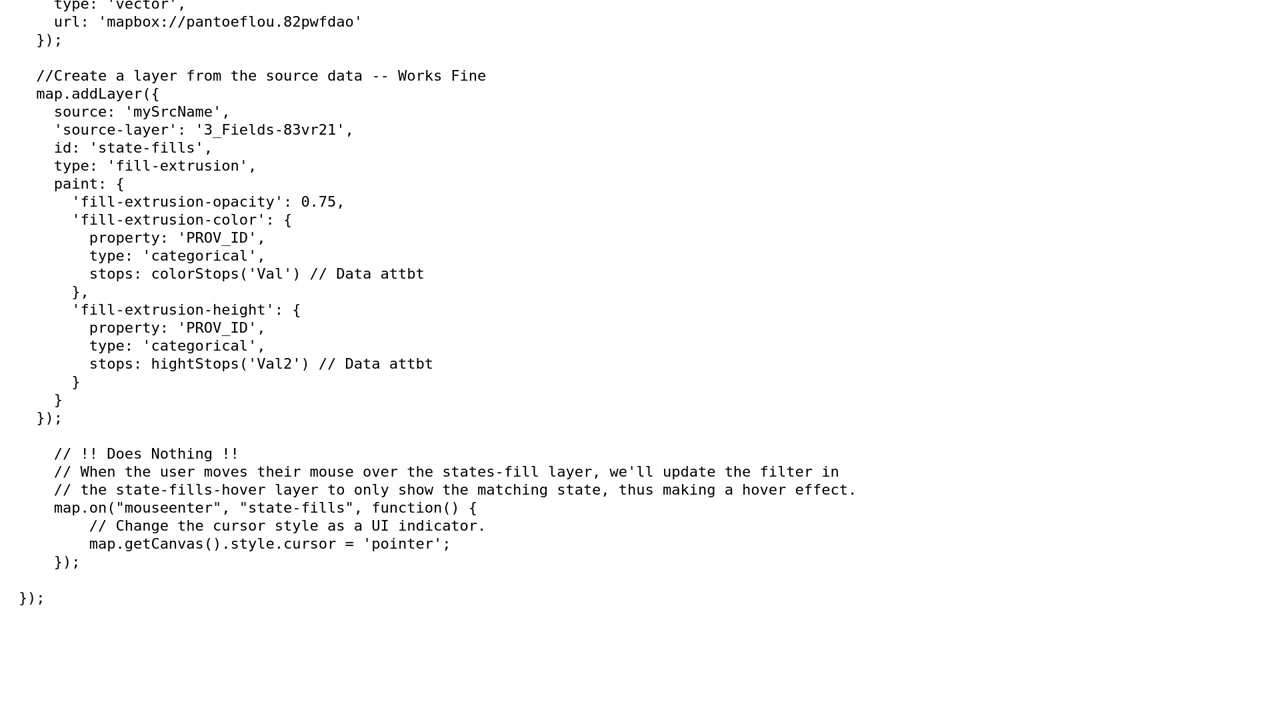 type: 'vector',
url: 'mapbox://pantoeflou.82pwfdao'
});
//Create a layer from the source data -- Works Fine
map.addLayer({
source: 'mySrcName',
'source-layer': '3_Fields-83vr21',
id: 'state-fills',
type: 'fill-extrusion',
paint: {
'fill-extrusion-opacity': 0.75,
'fill-extrusion-color': {
property: 'PROV_ID',
type: 'categorical',
stops: colorStops('Val') // Data attbt
},
'fill-extrusion-height': {
property: 'PROV_ID',
type: 'categorical',
stops: hightStops('Val2') // Data attbt
}
}
});
// !! Does Nothing !!
// When the user moves their mouse over the states-fill layer, we'll update the filter in
// the state-fills-hover layer to only show the matching state, thus making a hover effect.
map.on("mouseenter", "state-fills", function() {
// Change the cursor style as a UI indicator.
map.getCanvas().style.cursor = 'pointer';
});
});